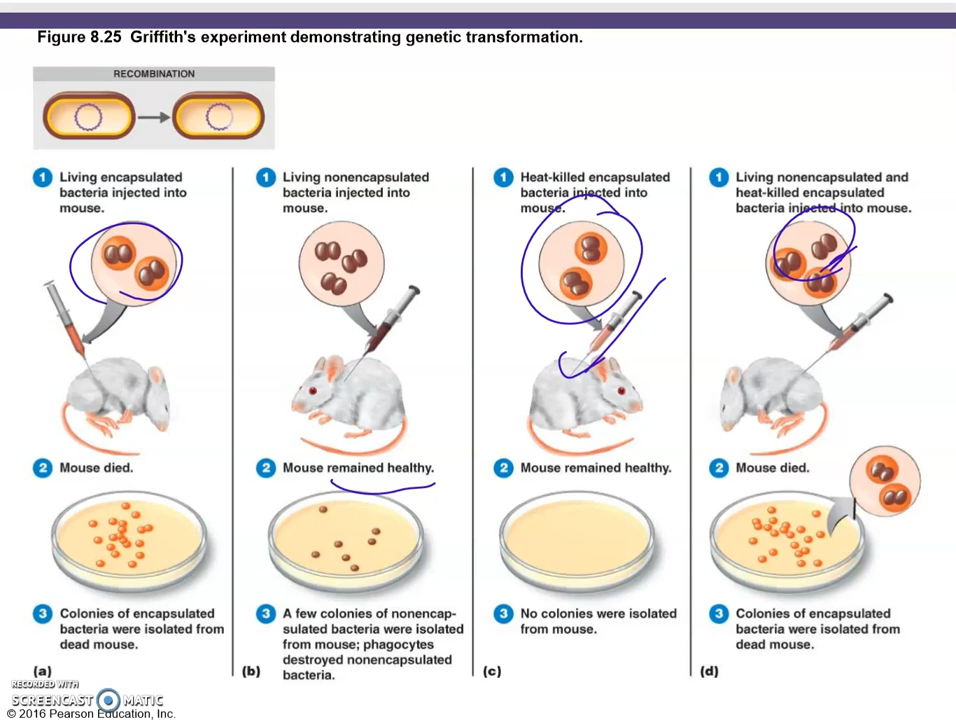 Figure 8.25 Griffith's experiment demonstrating genetic transformation.
RECOMBINATION
1 Living encapsulated
bacteria injected into
mouse.
2 Mouse died.
3 Colonies of encapsulated
bacteria were isolated from
dead mouse.
(a)
1 Living nonencapsulated
bacteria injected into
mouse.
2 Mouse remained healthy.
3 A few colonies of nonencap-
sulated bacteria were isolated
from mouse; phagocytes
destroyed nonencapsulated
bacteria.
(b)
1 Heat-killed encapsulated
bacteria injected into
mouse.
2 Mouse remained healthy.
3 No colonies were isolated
from mouse.
(c)
1 Living nonencapsulated and
heat-killed encapsulated
bacteria injected into mouse.
2 Mouse died.
3 Colonies of encapsulated
bacteria were isolated from
dead mouse.
(d)
RECORDED WITH
SCREENCAST MATIC
© 2016 Pearson Education, Inc.